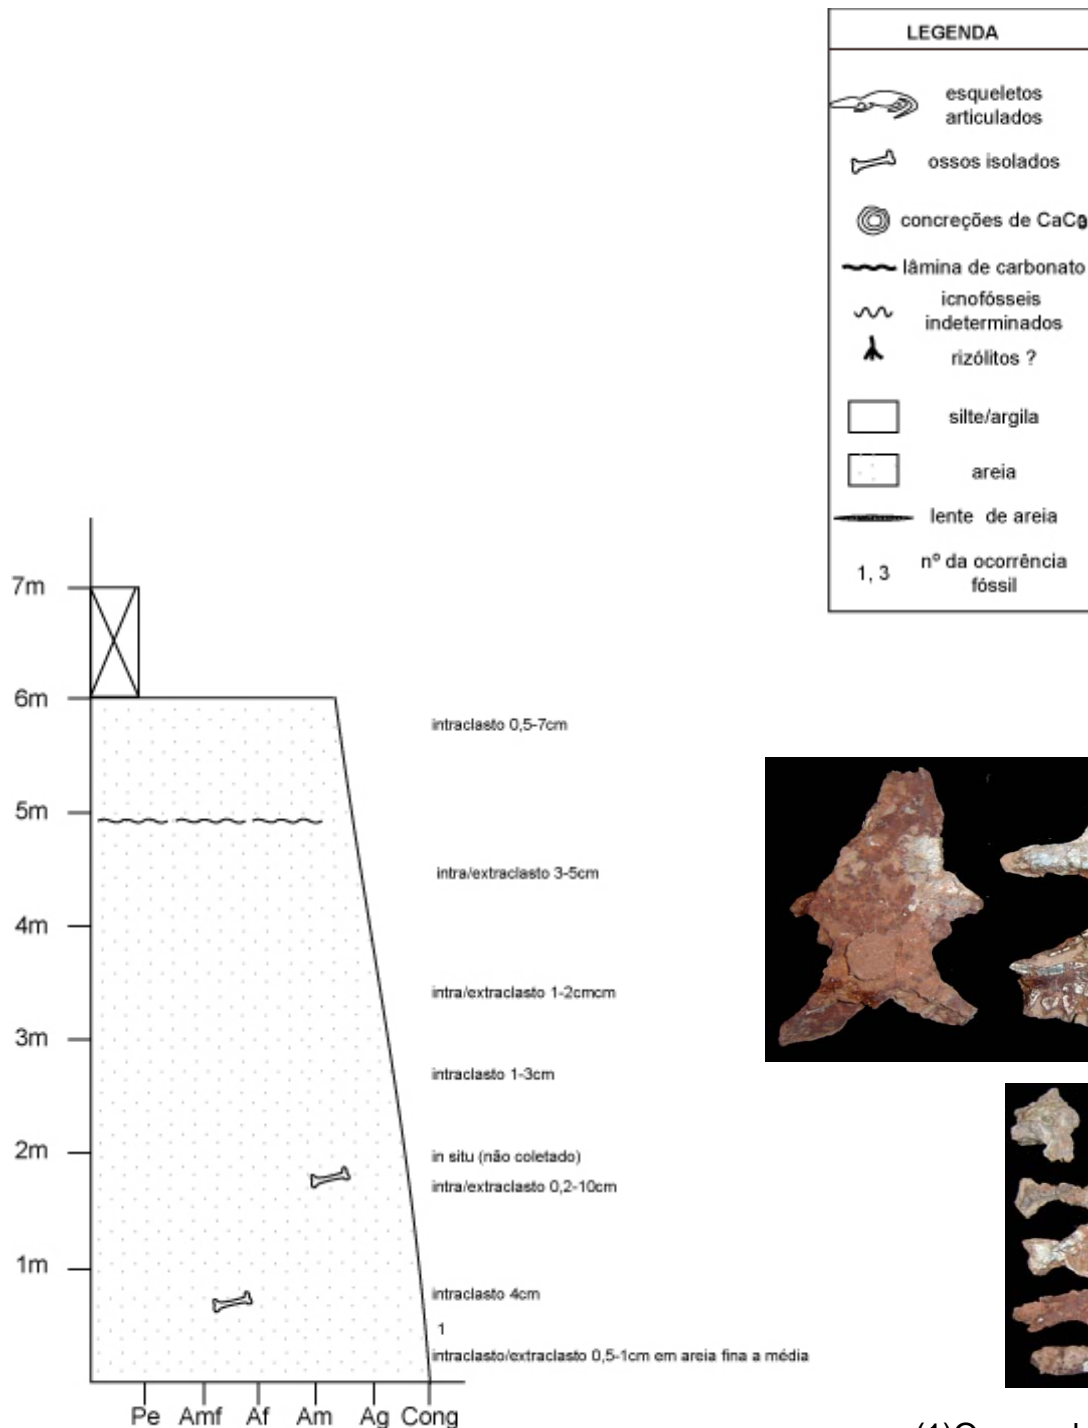 LEGENDA
esqueletos
articulados
ossos isolados
concreções de CaC
lâmina de carbonato
icnofósseis
indeterminados
rizólitos ?
silte/argila
areia
lente de areia
1, 3
nº da ocorrência
fóssil
7m
6m
intraclasto 0,5-7cm
5m
intra/extraclasto 3-5cm
4m
intra/extraclasto 1-2cmcm
3m
intraclasto 1-3cm
2m
in situ (não coletado)
intra/extraclasto 0,2-10cm
1m
intraclasto 4cm
1
intraclasto/extraclasto 0,5-1cm em areia fina a média
Pe Amf Af Am Ag Cong